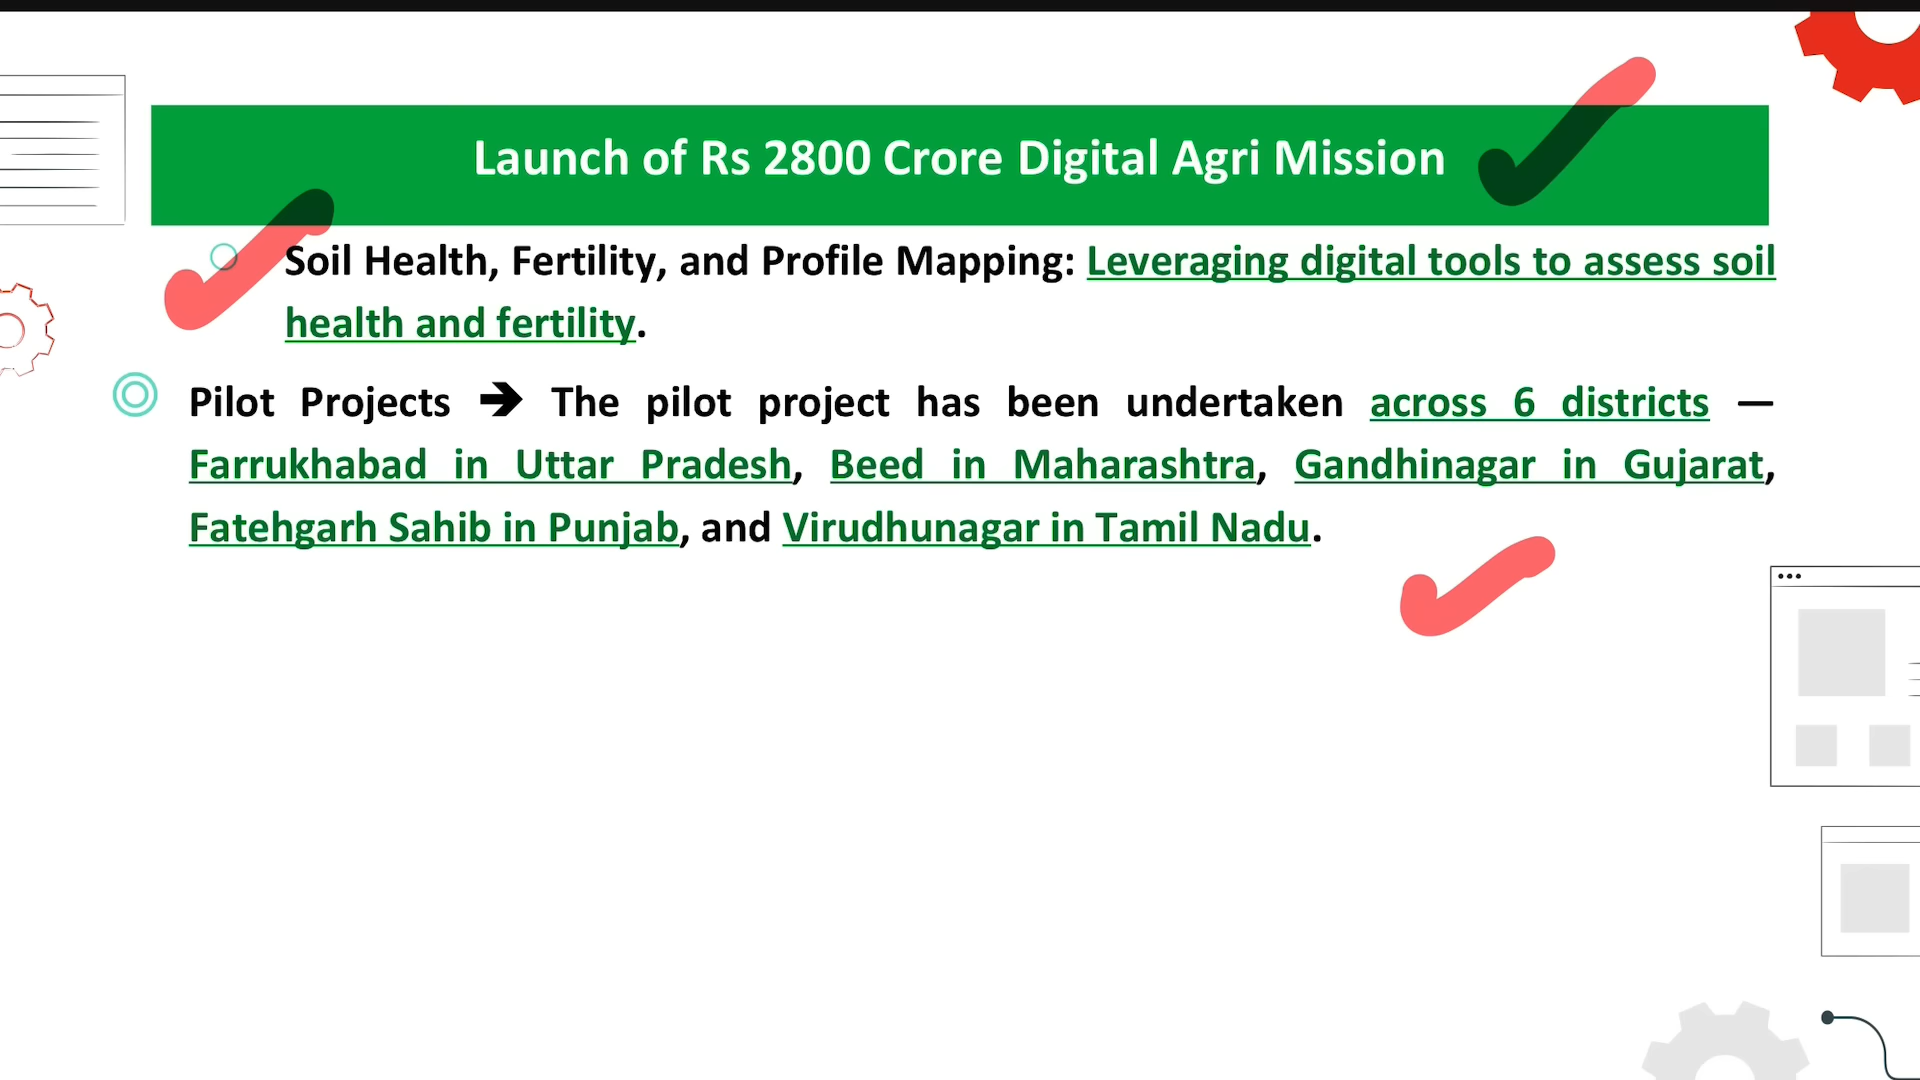 Launch of Rs 2800 Crore Digital Agri Mission
Soil Health, Fertility, and Profile Mapping: Leveraging digital tools to assess soil
health and fertility.
Pilot Projects ➔ The pilot project has been undertaken across 6 districts —
Farrukhabad in Uttar Pradesh, Beed in Maharashtra, Gandhinagar in Gujarat,
Fatehgarh Sahib in Punjab, and Virudhunagar in Tamil Nadu.